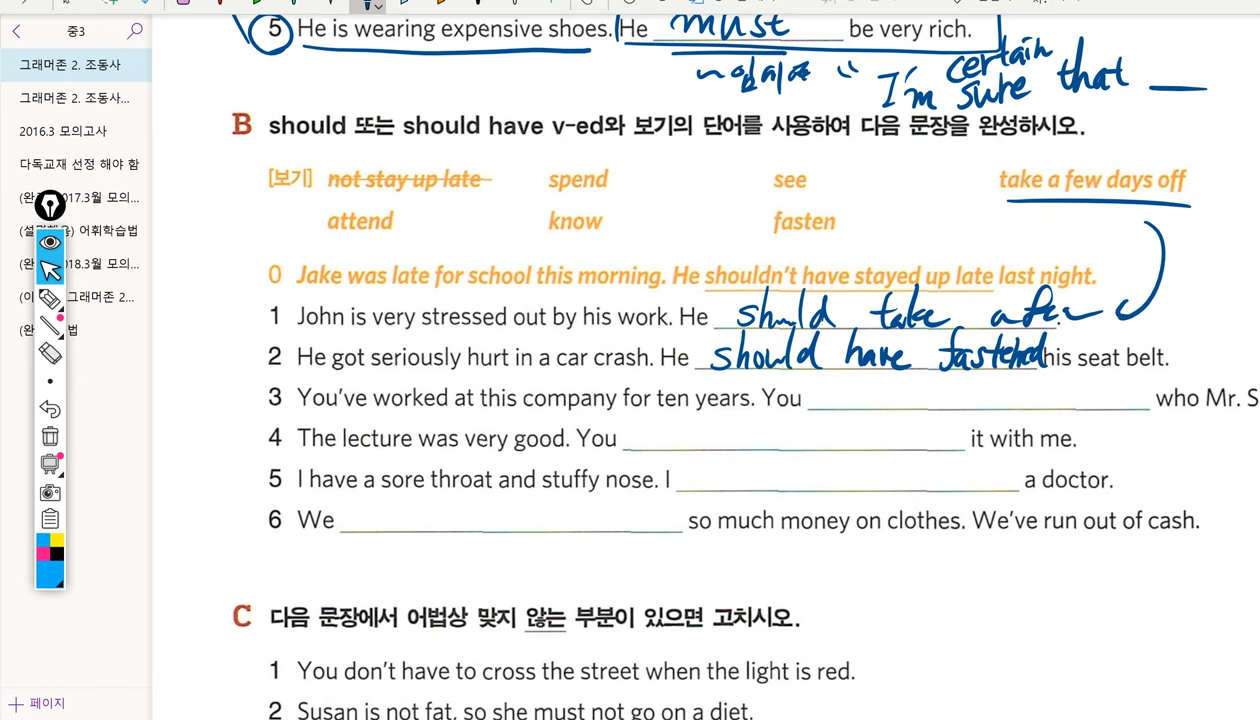 중3
그래머존 2. 조동사
그래머존 2. 조동사...
2016.3 모의고사
다독교재 선정 해야 함
(완 017.3월 모의...
(설 ) 어휘학습법
(완 018.3월 모의...
(이 그래머존 2...
(완 법
페이지
5 He is wearing expensive shoes. He must be very rich.
certain
I'm sure that
B should 또는 should have v-ed와 보기의 단어를 사용하여 다음 문장을 완성하시오.
[보기] not stay up late spend see take a few days off
attend know fasten
0 Jake was late for school this morning. He shouldn't have stayed up late last night.
1 John is very stressed out by his work. He should take a few .
2 He got seriously hurt in a car crash. He should have fastened his seat belt.
3 You've worked at this company for ten years. You who Mr. S
4 The lecture was very good. You it with me.
5 I have a sore throat and stuffy nose. I a doctor.
6 We so much money on clothes. We've run out of cash.
C 다음 문장에서 어법상 맞지 않는 부분이 있으면 고치시오.
1 You don't have to cross the street when the light is red.
2 Susan is not fat, so she must not go on a diet.